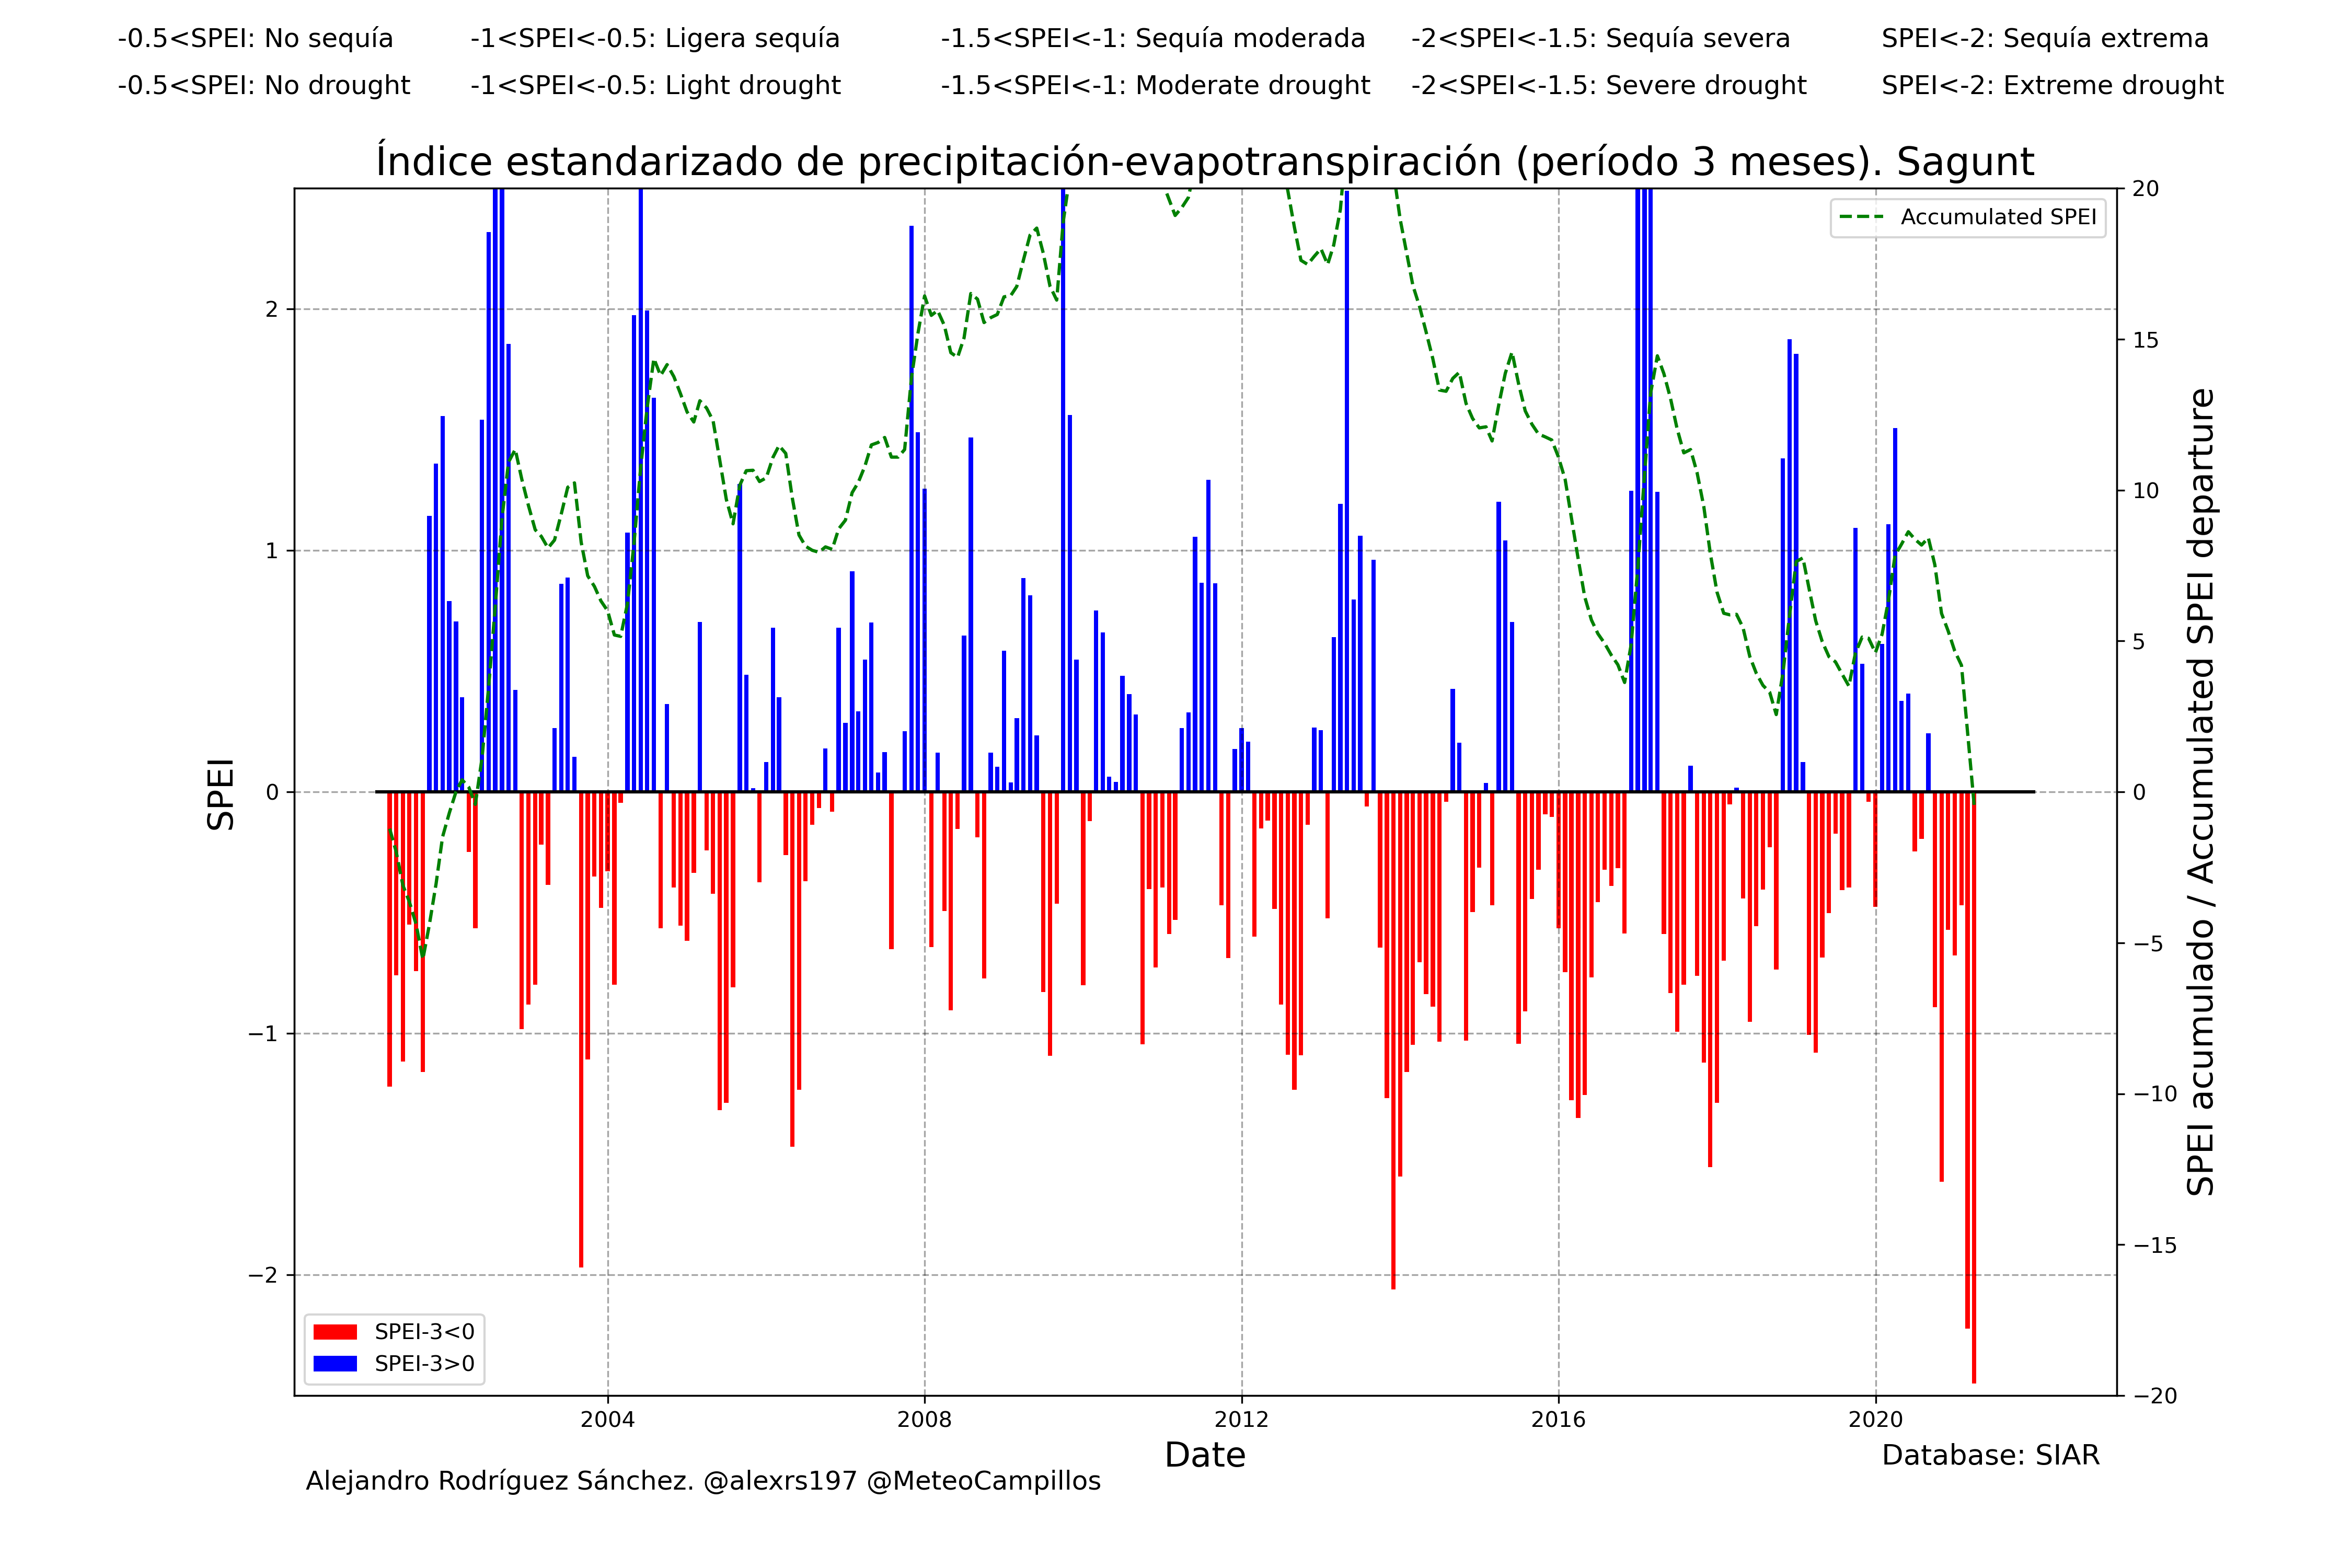 -0.5<SPEI: No sequía -1<SPEI<-0.5: Ligera sequía -1.5<SPEI<-1: Sequía moderada -2<SPEI<-1.5: Sequía severa SPEI<-2: Sequía extrema
-0.5<SPEI: No drought -1<SPEI<-0.5: Light drought -1.5<SPEI<-1: Moderate drought -2<SPEI<-1.5: Severe drought SPEI<-2: Extreme drought
Índice estandarizado de precipitación-evapotranspiración (período 3 meses). Sagunt
Accumulated SPEI
SPEI
2
1
0
−1
−2
20
15
10
5
0
−5
−10
−15
−20
SPEI acumulado / Accumulated SPEI departure
SPEI-3<0
SPEI-3>0
2004 2008 2012 2016 2020
Date
Database: SIAR
Alejandro Rodríguez Sánchez. @alexrs197 @MeteoCampillos